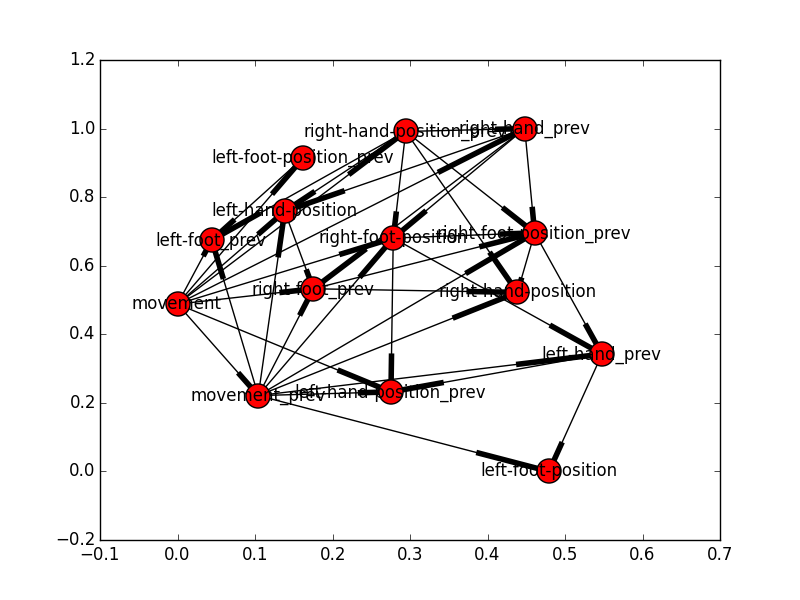 1.2
1.0
0.8
0.6
0.4
0.2
0.0
−0.2
right-hand-position_prev
right-hand_prev
left-foot-position_prev
left-hand-position
left-foot_prev
right-foot-position
right-foot-position_prev
movement
right-foot_prev
right-hand-position
left-hand_prev
movement_prev
left-hand-position_prev
left-foot-position
−0.1 0.0 0.1 0.2 0.3 0.4 0.5 0.6 0.7